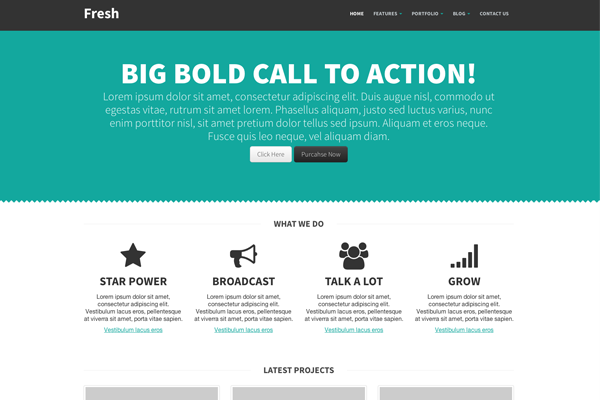 Fresh
HOME FEATURES PORTFOLIO BLOG CONTACT US
BIG BOLD CALL TO ACTION!
Lorem ipsum dolor sit amet, consectetur adipiscing elit. Duis augue nisl, commodo ut
egestas vitae, rutrum sit amet lorem. Phasellus aliquam, justo sed luctus varius, nunc
enim porttitor nisl, sit amet pretium dolor tellus sed ipsum. Aliquam et eros neque.
Fusce quis leo neque, vel aliquam diam.
Click Here Purcahse Now
WHAT WE DO
STAR POWER
Lorem ipsum dolor sit amet,
consectetur adipiscing elit.
Vestibulum lacus eros, pellentesque
at viverra sit amet, porta vitae sapien.
Vestibulum lacus eros
BROADCAST
Lorem ipsum dolor sit amet,
consectetur adipiscing elit.
Vestibulum lacus eros, pellentesque
at viverra sit amet, porta vitae sapien.
Vestibulum lacus eros
TALK A LOT
Lorem ipsum dolor sit amet,
consectetur adipiscing elit.
Vestibulum lacus eros, pellentesque
at viverra sit amet, porta vitae sapien.
Vestibulum lacus eros
GROW
Lorem ipsum dolor sit amet,
consectetur adipiscing elit.
Vestibulum lacus eros, pellentesque
at viverra sit amet, porta vitae sapien.
Vestibulum lacus eros
LATEST PROJECTS